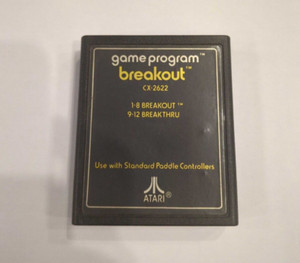 game program™
breakout™
CX-2622
1-8 BREAKOUT™
9-12 BREAKTHRU
Use with Standard Paddle Controllers
ATARI®